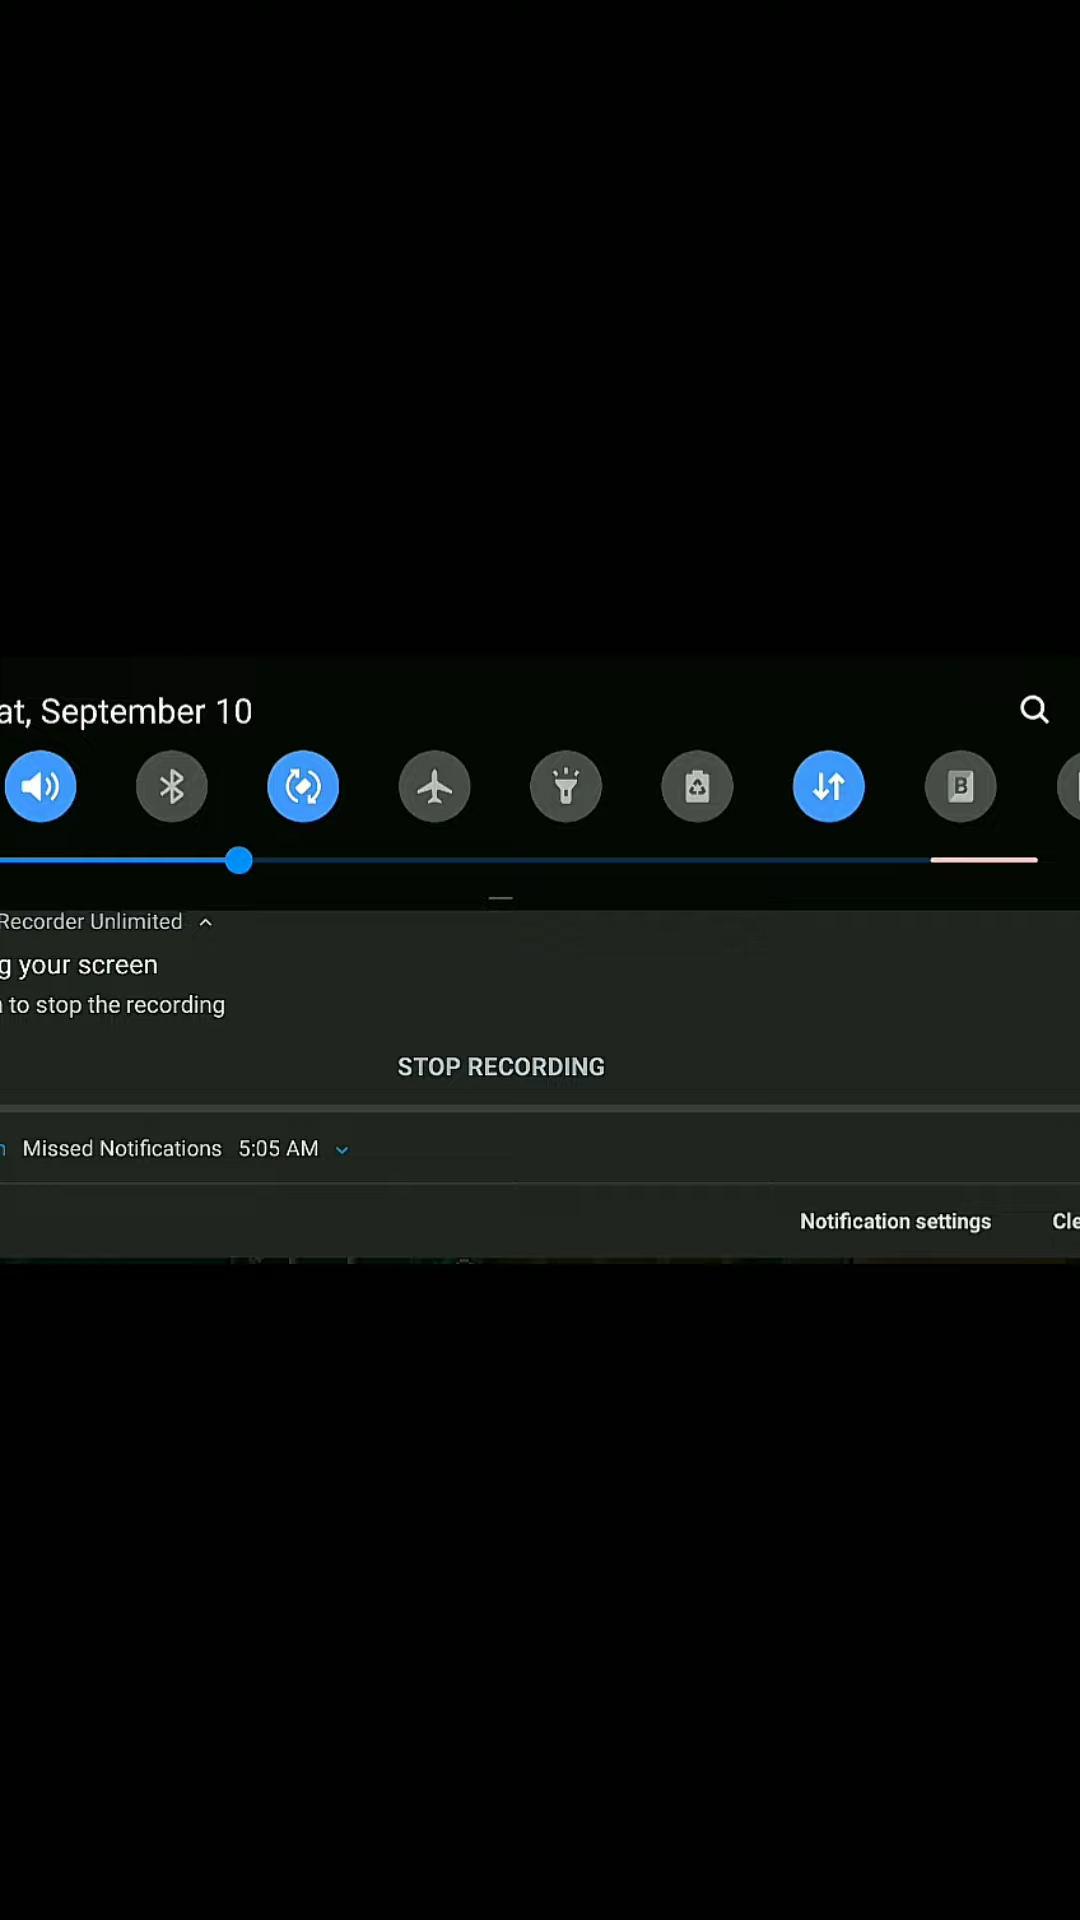 at, September 10
B
Recorder Unlimited
g your screen
to stop the recording
STOP RECORDING
Missed Notifications 5:05 AM
Notification settings Cle